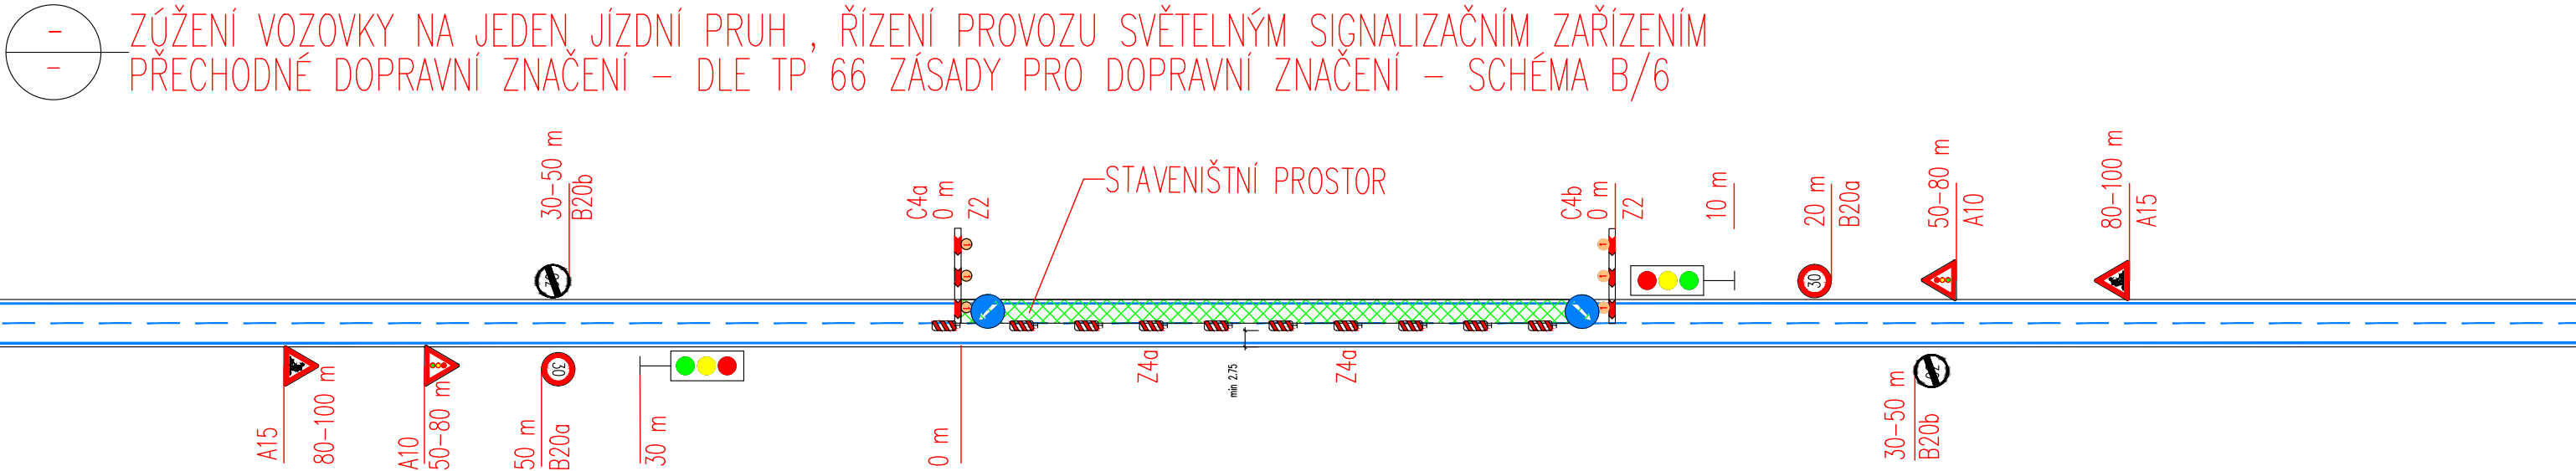 ZÚŽENÍ VOZOVKY NA JEDEN JÍZDNÍ PRUH , ŘÍZENÍ PROVOZU SVĚTELNÝM SIGNALIZAČNÍM ZAŘÍZENÍM
PŘECHODNÉ DOPRAVNÍ ZNAČENÍ – DLE TP 66 ZÁSADY PRO DOPRAVNÍ ZNAČENÍ – SCHÉMA B/6
30-50 m
B20b
C4a
0 m
Z2
STAVENIŠTNÍ PROSTOR
C4b
0 m
Z2
10 m
20 m
B20a
50-80 m
A10
80-100 m
A15
30
A15
80-100 m
A10
50-80 m
50 m
B20a
30
30 m
0 m
Z4a
min 2.75
Z4a
30-50 m
B20b